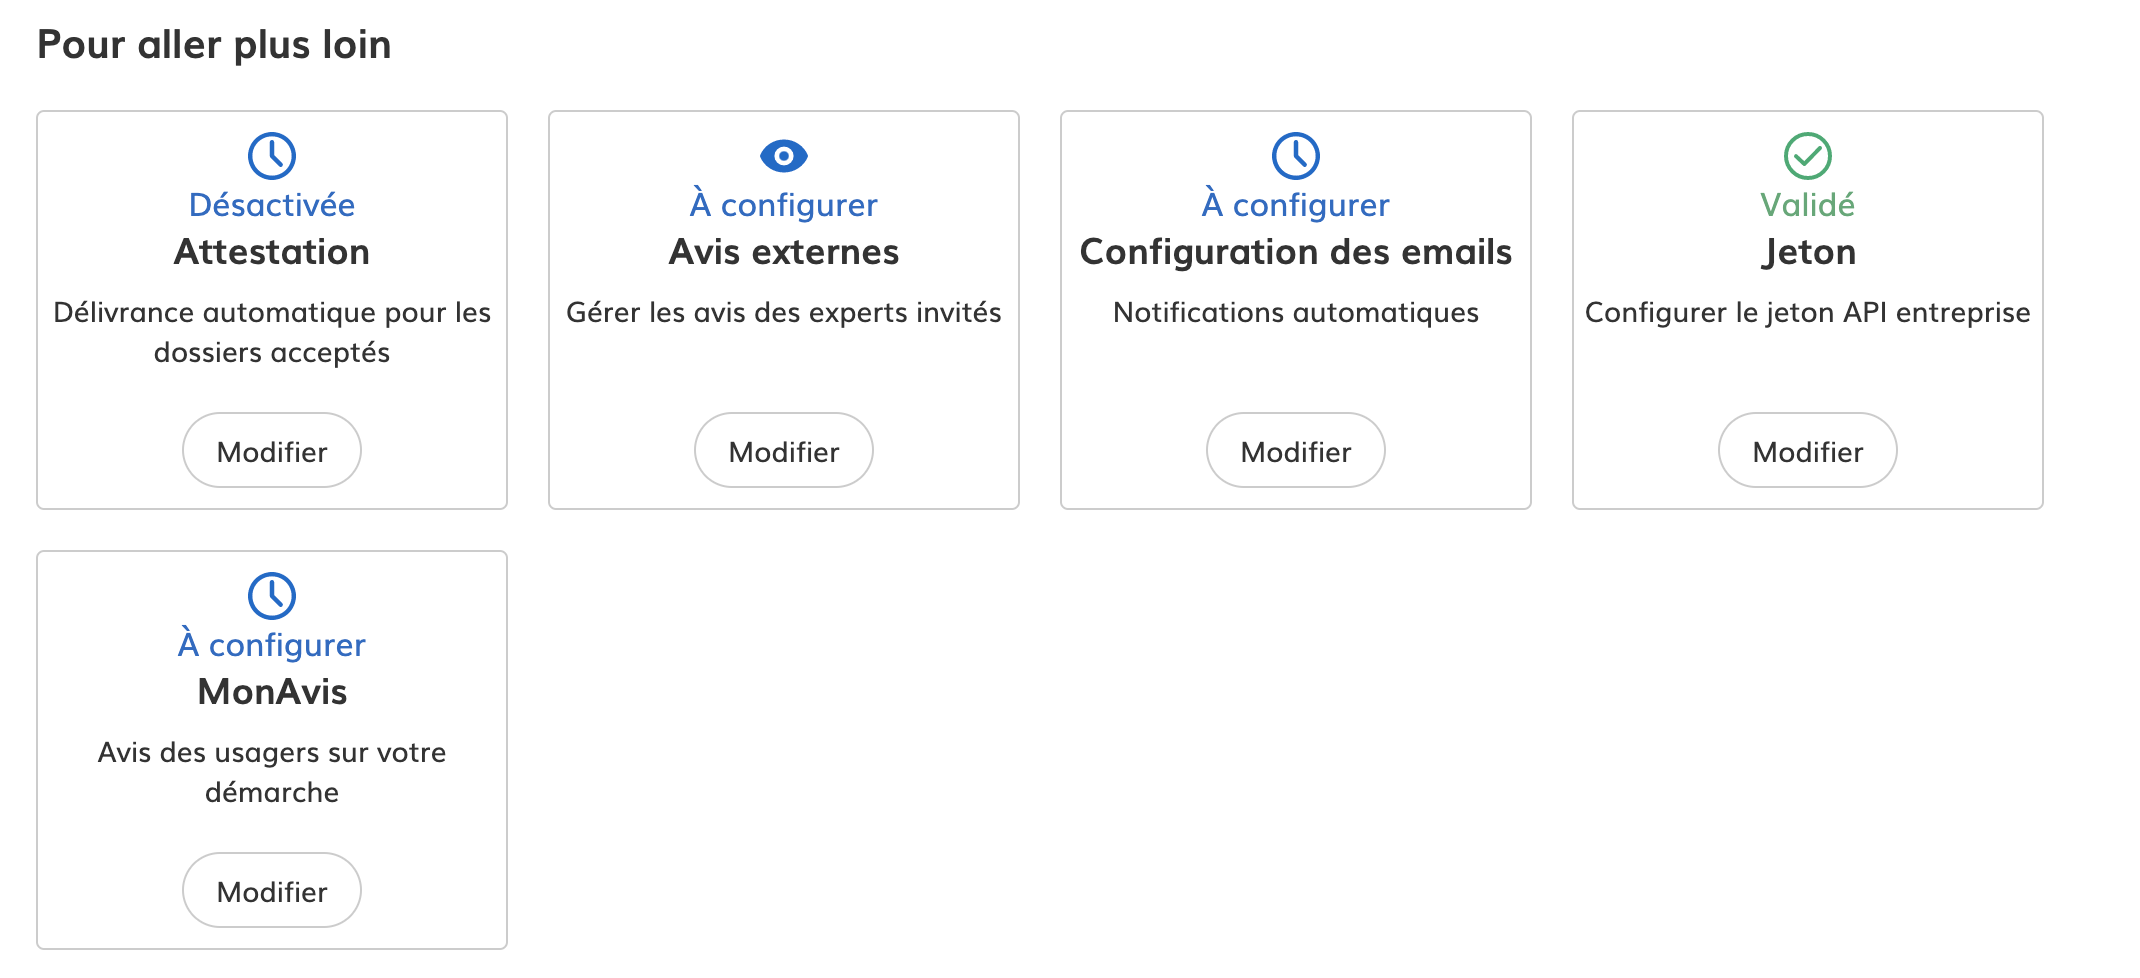 Pour aller plus loin
Désactivée
Attestation
Délivrance automatique pour les
dossiers acceptés
Modifier
À configurer
Avis externes
Gérer les avis des experts invités
Modifier
À configurer
Configuration des emails
Notifications automatiques
Modifier
Validé
Jeton
Configurer le jeton API entreprise
Modifier
À configurer
MonAvis
Avis des usagers sur votre
démarche
Modifier